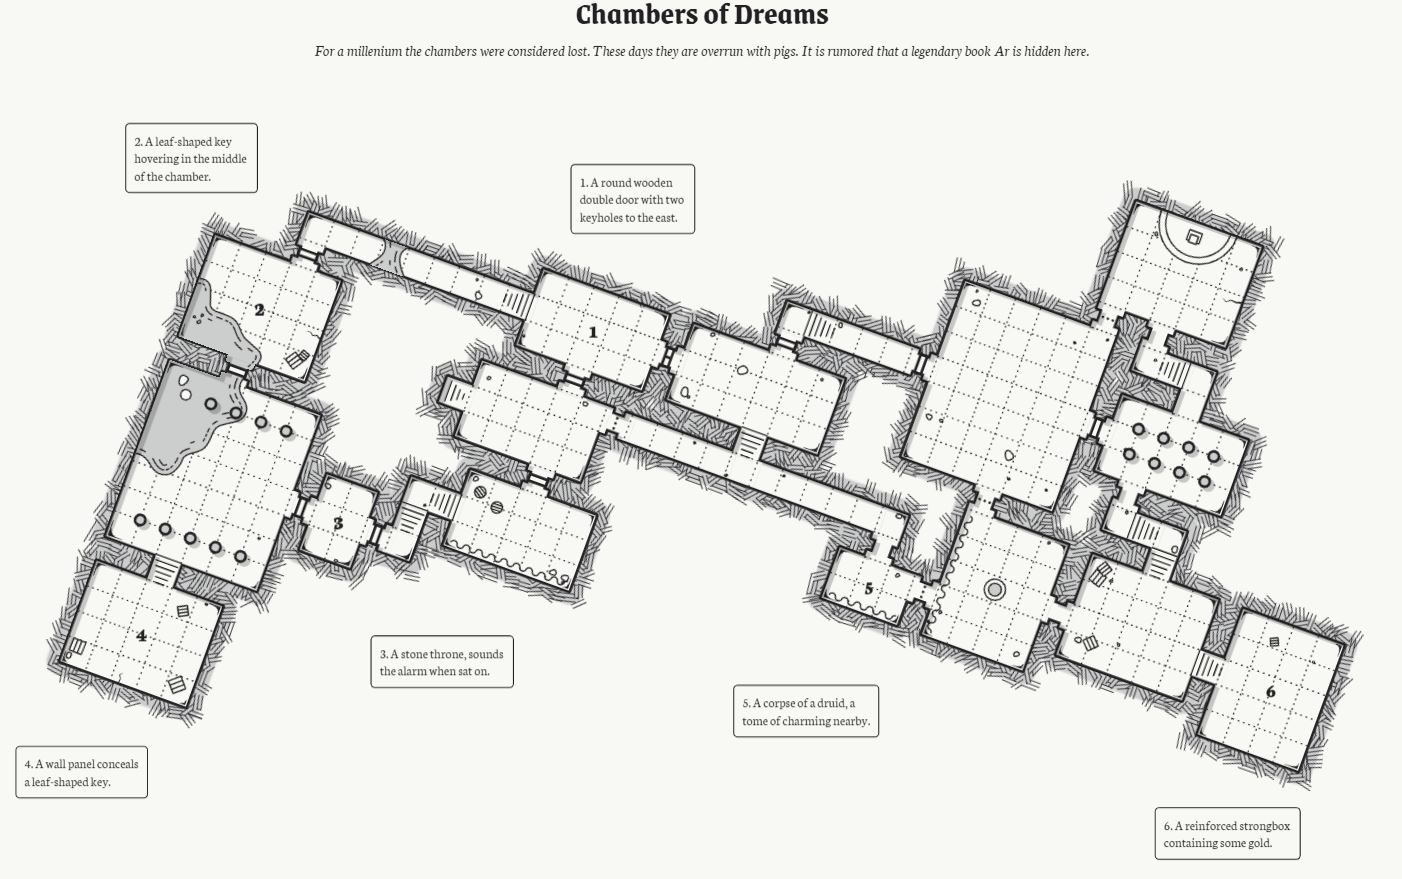 Chambers of Dreams
For a millenium the chambers were considered lost. These days they are overrun with pigs. It is rumored that a legendary book Ar is hidden here.
2. A leaf-shaped key
hovering in the middle
of the chamber.
1. A round wooden
double door with two
keyholes to the east.
2
1
3
4
5
6
3. A stone throne, sounds
the alarm when sat on.
5. A corpse of a druid, a
tome of charming nearby.
4. A wall panel conceals
a leaf-shaped key.
6. A reinforced strongbox
containing some gold.